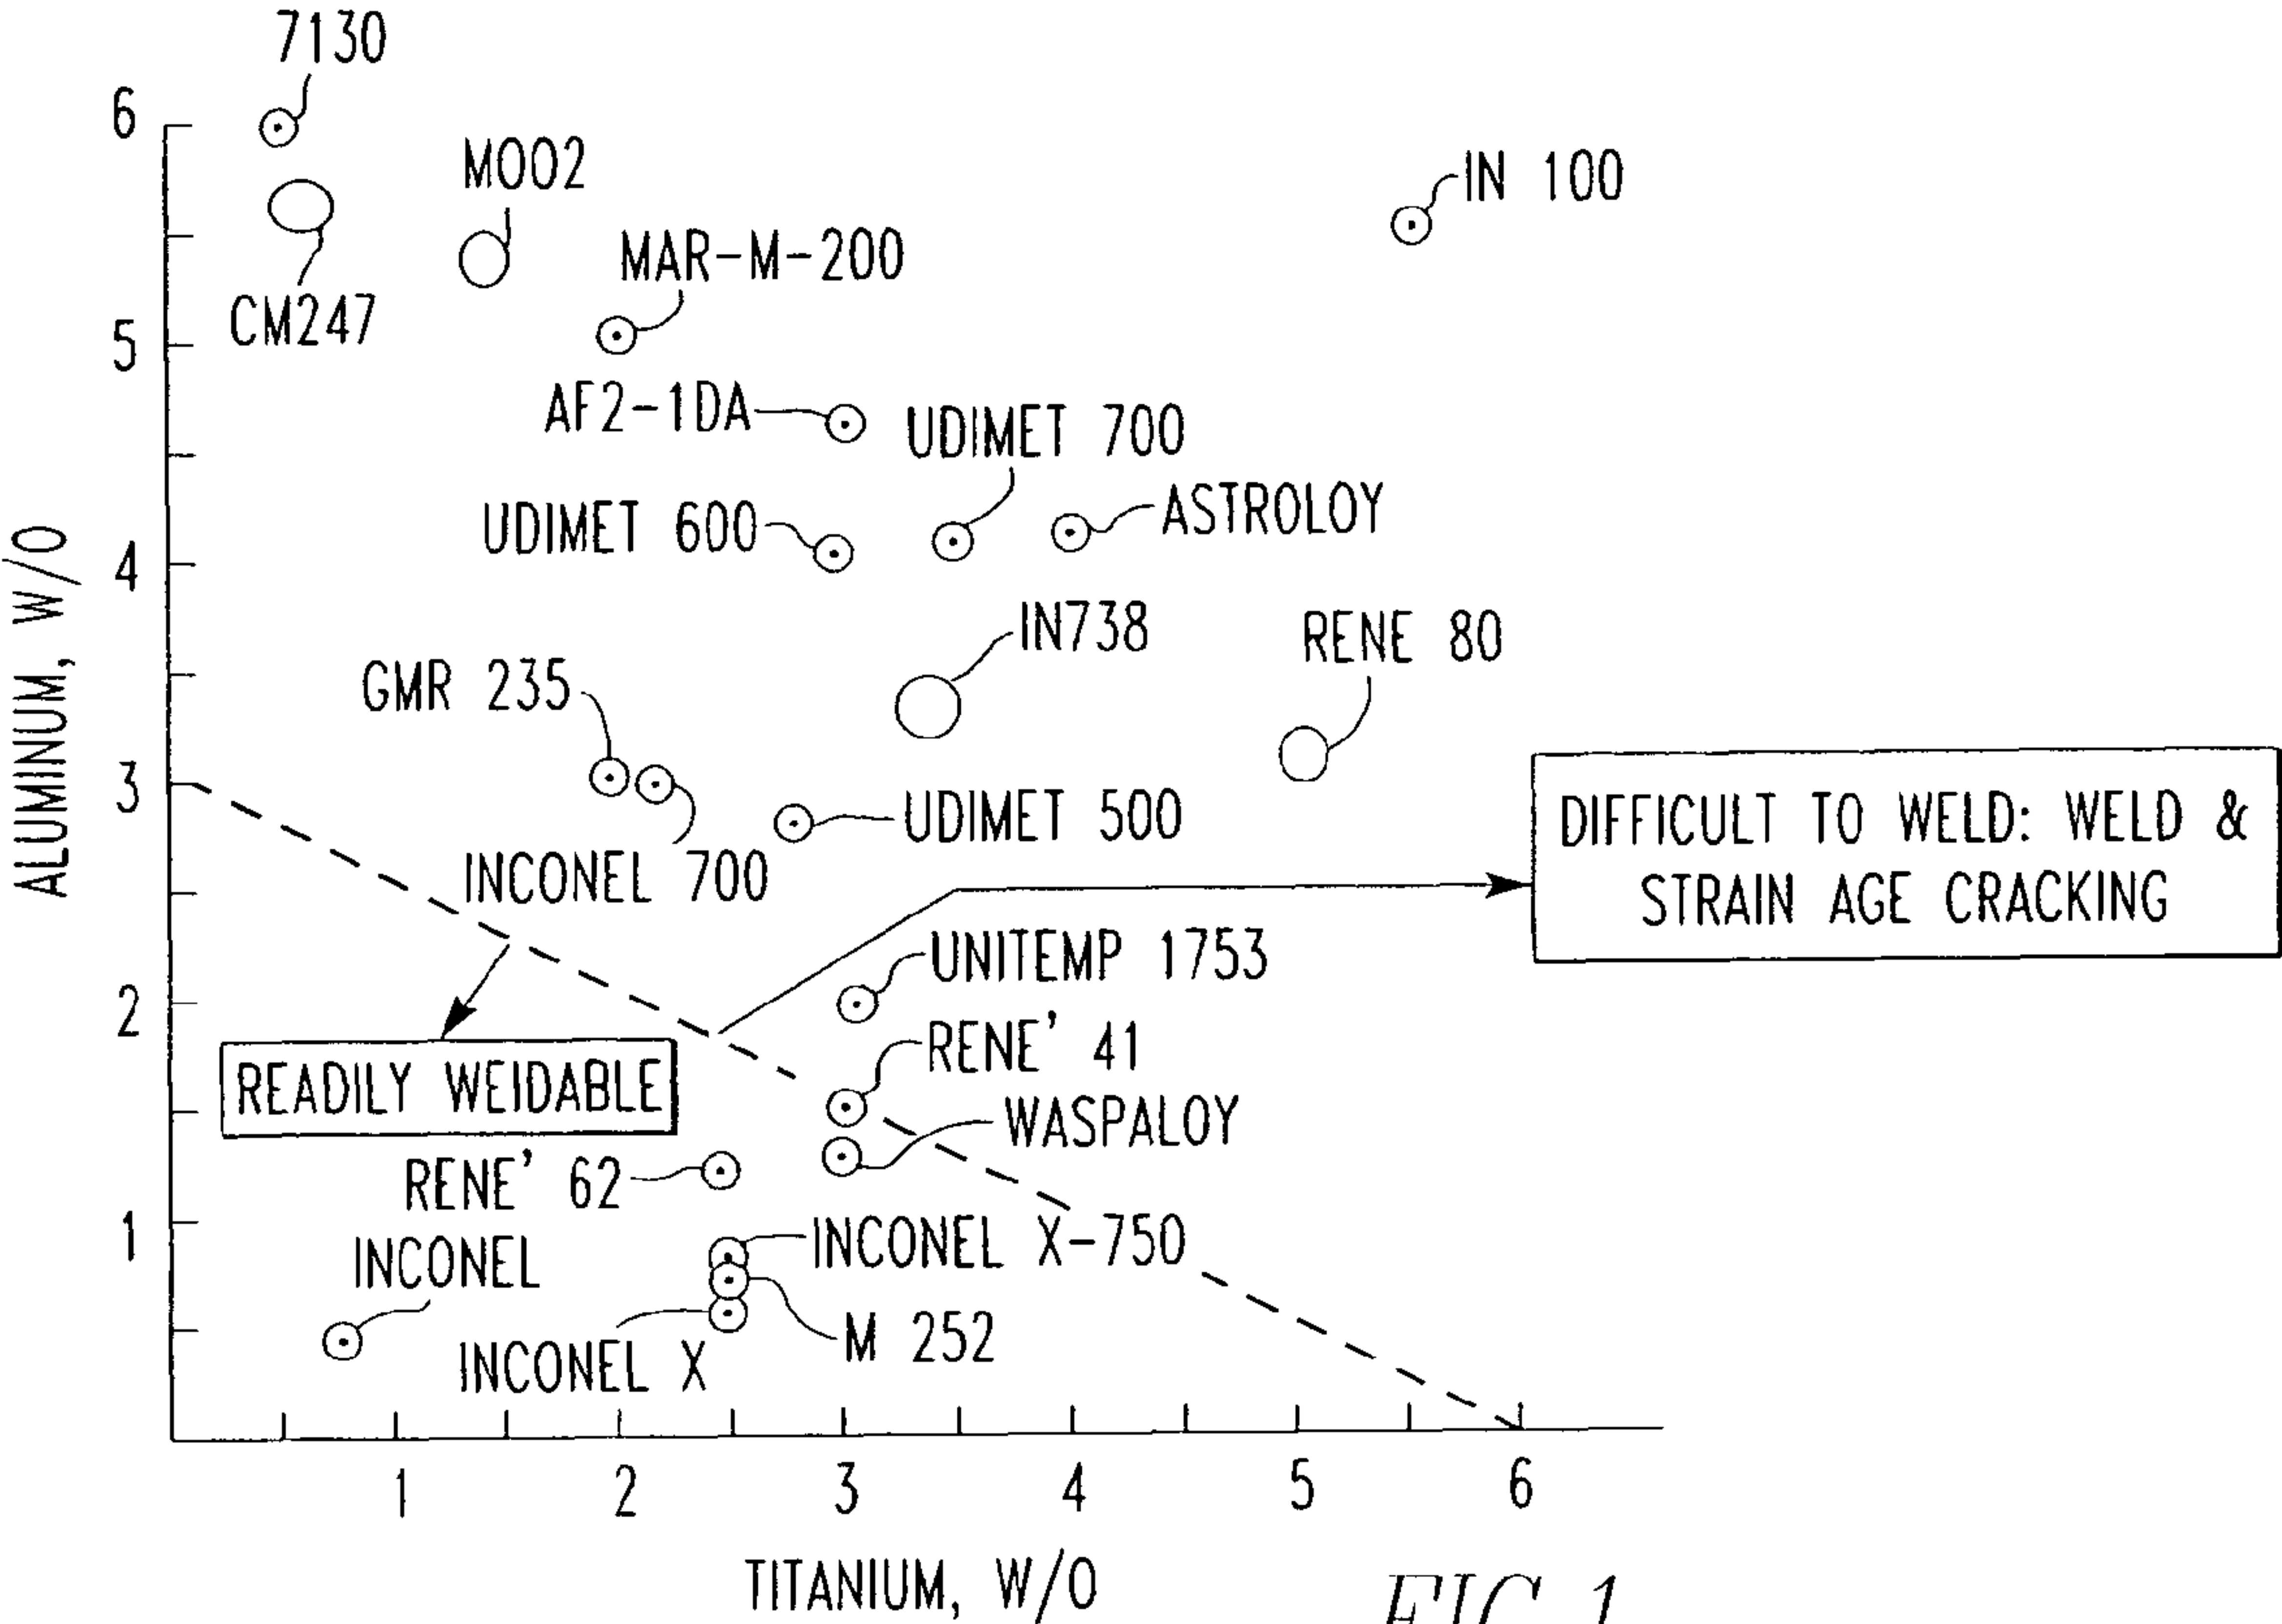 7130
6
M002
IN 100
MAR-M-200
CM247
5
AF2-1DA
UDIMET 700
ASTROLOY
UDIMET 600
4
ALUMINUM, W/O
IN738
RENE 80
GMR 235
3
UDIMET 500
DIFFICULT TO WELD: WELD &
STRAIN AGE CRACKING
INCONEL 700
UNITEMP 1753
2
RENE' 41
READILY WEIDABLE
WASPALOY
RENE' 62
1
INCONEL X-750
INCONEL
M 252
INCONEL X
1 2 3 4 5 6
TITANIUM, W/O
FIG. 1